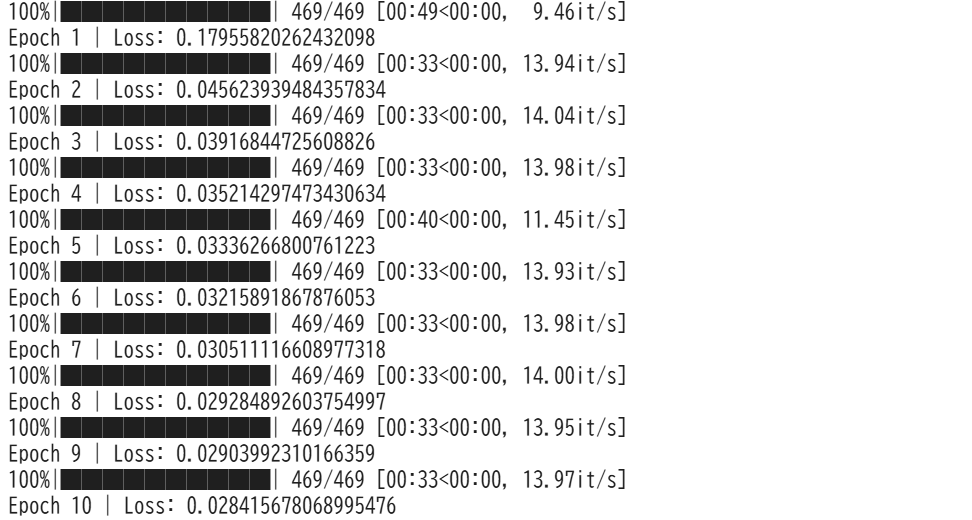 100%|███████████████| 469/469 [00:49<00:00,  9.46it/s]
Epoch 1 | Loss: 0.17955820262432098
100%|███████████████| 469/469 [00:33<00:00, 13.94it/s]
Epoch 2 | Loss: 0.045623939484357834
100%|███████████████| 469/469 [00:33<00:00, 14.04it/s]
Epoch 3 | Loss: 0.03916844725608826
100%|███████████████| 469/469 [00:33<00:00, 13.98it/s]
Epoch 4 | Loss: 0.035214297473430634
100%|███████████████| 469/469 [00:40<00:00, 11.45it/s]
Epoch 5 | Loss: 0.03336266800761223
100%|███████████████| 469/469 [00:33<00:00, 13.93it/s]
Epoch 6 | Loss: 0.03215891867876053
100%|███████████████| 469/469 [00:33<00:00, 13.98it/s]
Epoch 7 | Loss: 0.030511116608977318
100%|███████████████| 469/469 [00:33<00:00, 14.00it/s]
Epoch 8 | Loss: 0.029284892603754997
100%|███████████████| 469/469 [00:33<00:00, 13.95it/s]
Epoch 9 | Loss: 0.02903992310166359
100%|███████████████| 469/469 [00:33<00:00, 13.97it/s]
Epoch 10 | Loss: 0.028415678068995476